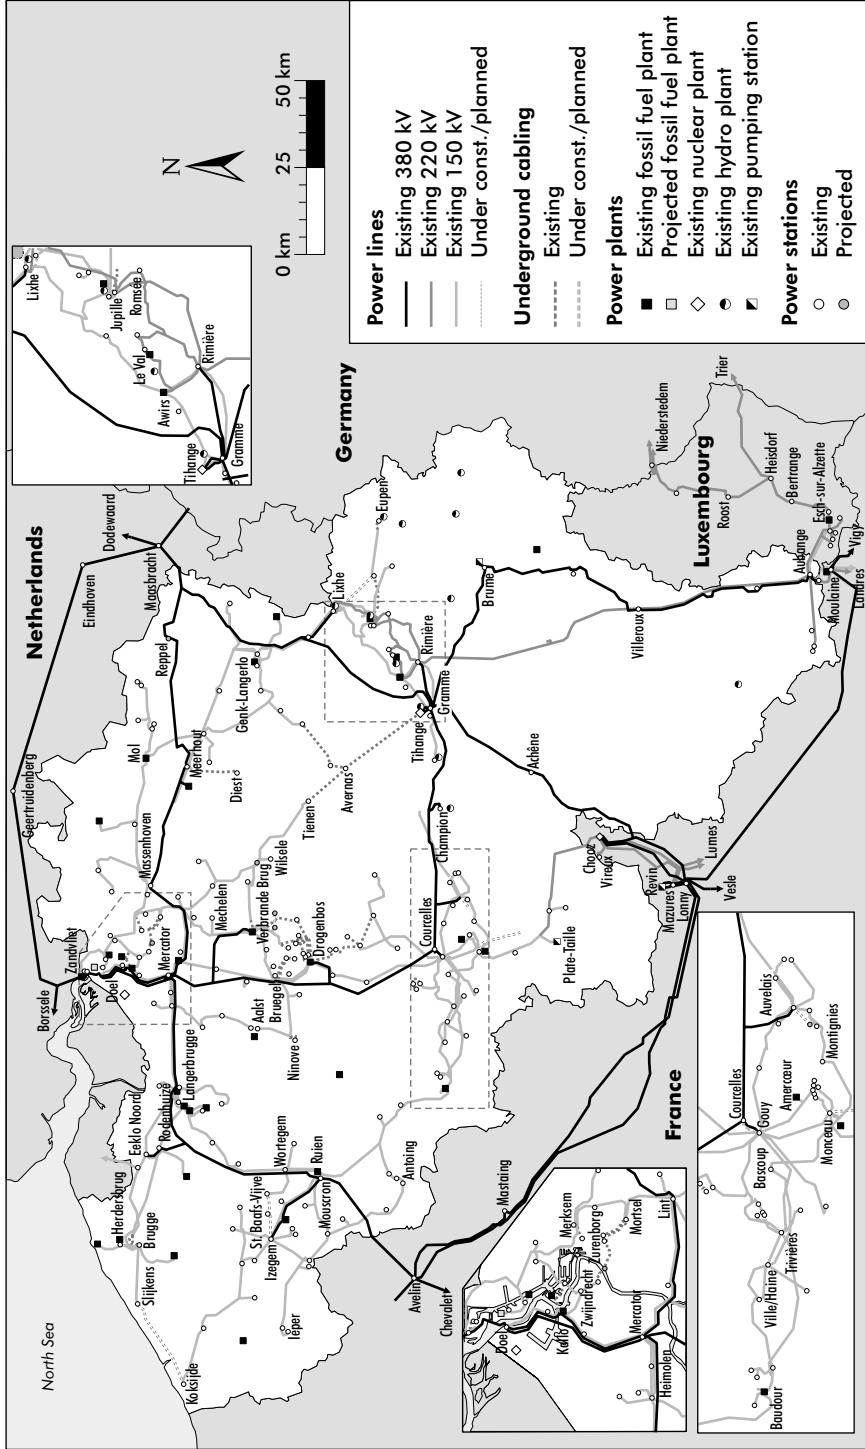 North Sea
Netherlands
Germany
Luxembourg
France
Borssele
Geertruidenberg
Eindhoven
Dodewaard
Maasbracht
Zandvliet
Doel
Mercator
Massenhoven
Mol
Reppel
Meerhout
Diest
Genk-Langerlo
Herdersbrug
Brugge
Slijkens
Koksijde
Eeklo Noord
Rodenhuize
Langerbrugge
St. Baafs-Vijve
Izegem
Wortegem
Ruien
Ieper
Mouscron
Antoing
Aalst
Bruegel
Ninove
Mechelen
Verbrande Brug
Wilsele
Drogenbos
Tienen
Avernas
Lixhe
Eupen
Rimière
Gramme
Tihange
Champion
Courcelles
Achêne
Brume
Villeroux
Plate-Taille
Chooz
Vireux
Revin
Mazures
Lonny
Lumes
Vesle
Avelin
Chevalet
Mastaing
Aubange
Moulaine
Landres
Vigy
Esch-sur-Alzette
Bertrange
Heisdorf
Roost
Niederstedem
Trier
Lixhe
Jupille
Romsée
Le Val
Awirs
Rimière
Tihange
Gramme
Doel
Kallo
Zwijndrecht
Merksem
Zurenborg
Mortsel
Mercator
Lint
Heimolen
Courcelles
Gouy
Bascoup
Auvelais
Amercœur
Montignies
Monceau
Trivières
Ville/Haine
Baudour
N
0 km
25
50 km
Power lines
Existing 380 kV
Existing 220 kV
Existing 150 kV
Under const./planned
Underground cabling
Existing
Under const./planned
Power plants
Existing fossil fuel plant
Projected fossil fuel plant
Existing nuclear plant
Existing hydro plant
Existing pumping station
Power stations
Existing
Projected